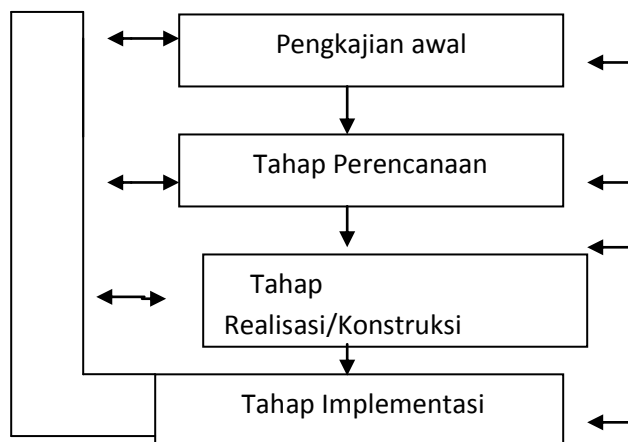 Pengkajian awal
Tahap Perencanaan
Tahap
Realisasi/Konstruksi
Tahap Implementasi